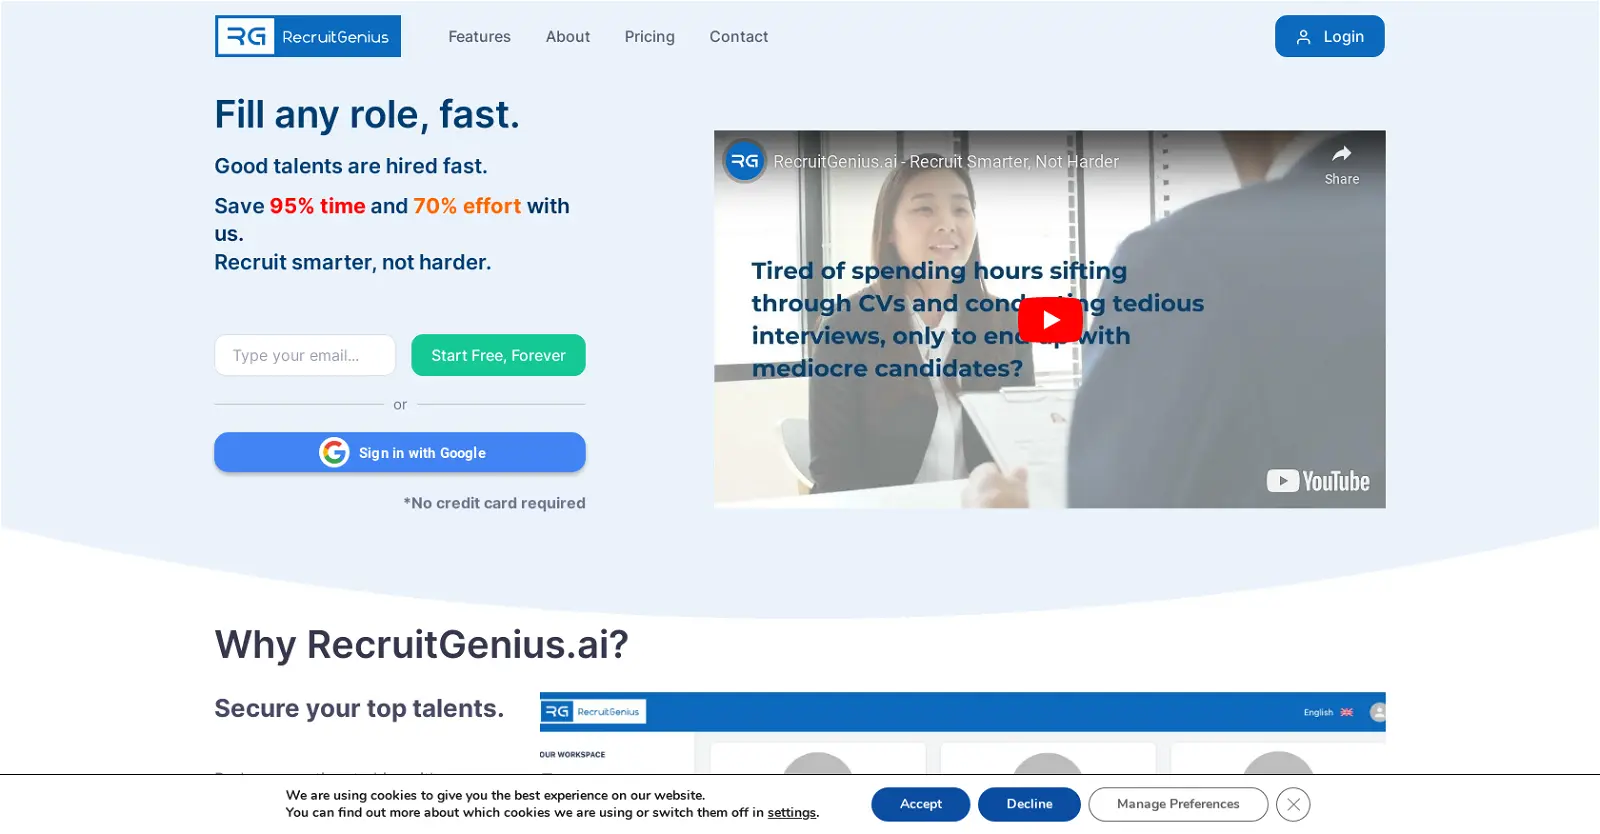 RG RecruitGenius
Features
About
Pricing
Contact
Login
Fill any role, fast.
Good talents are hired fast.
Save 95% time and 70% effort with
us.
Recruit smarter, not harder.
Type your email...
Start Free, Forever
or
Sign in with Google
*No credit card required
RG
RecruitGenius.ai - Recruit Smarter, Not Harder
Share
Tired of spending hours sifting
through CVs and tedious
interviews, only to end with
mediocre candidates?
YouTube
Why RecruitGenius.ai?
Secure your top talents.
RG RecruitGenius
English
OUR WORKSPACE
We are using cookies to give you the best experience on our website.
You can find out more about which cookies we are using or switch them off in settings.
Accept
Decline
Manage Preferences